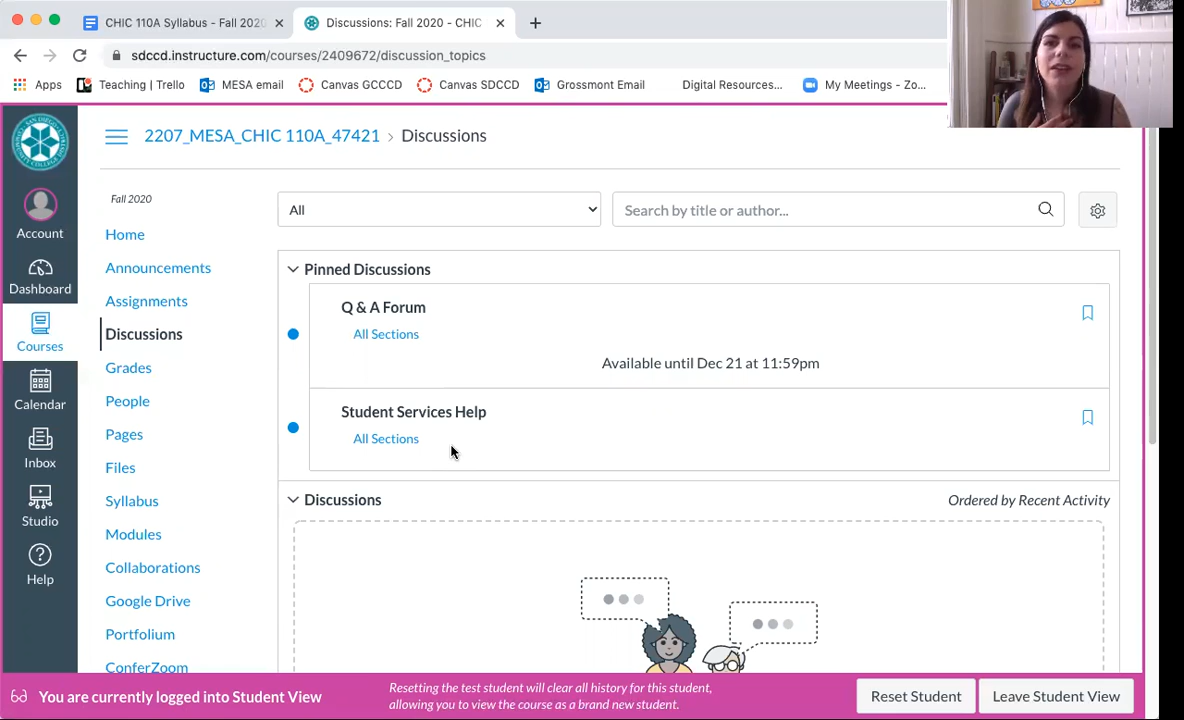 CHIC 110A Syllabus - Fall 2020
Discussions: Fall 2020 - CHIC
sdccd.instructure.com/courses/2409672/discussion_topics
Apps
Teaching | Trello
MESA email
Canvas GCCCD
Canvas SDCCD
Grossmont Email
Digital Resources...
My Meetings - Zo...
2207_MESA_CHIC 110A_47421 › Discussions
Account
Dashboard
Courses
Calendar
Inbox
Studio
Help
Fall 2020
Home
Announcements
Assignments
Discussions
Grades
People
Pages
Files
Syllabus
Modules
Collaborations
Google Drive
Portfolium
ConferZoom
All
Search by title or author...
Pinned Discussions
Q & A Forum
All Sections
Available until Dec 21 at 11:59pm
Student Services Help
All Sections
Discussions
Ordered by Recent Activity
You are currently logged into Student View
Resetting the test student will clear all history for this student,
allowing you to view the course as a brand new student.
Reset Student
Leave Student View